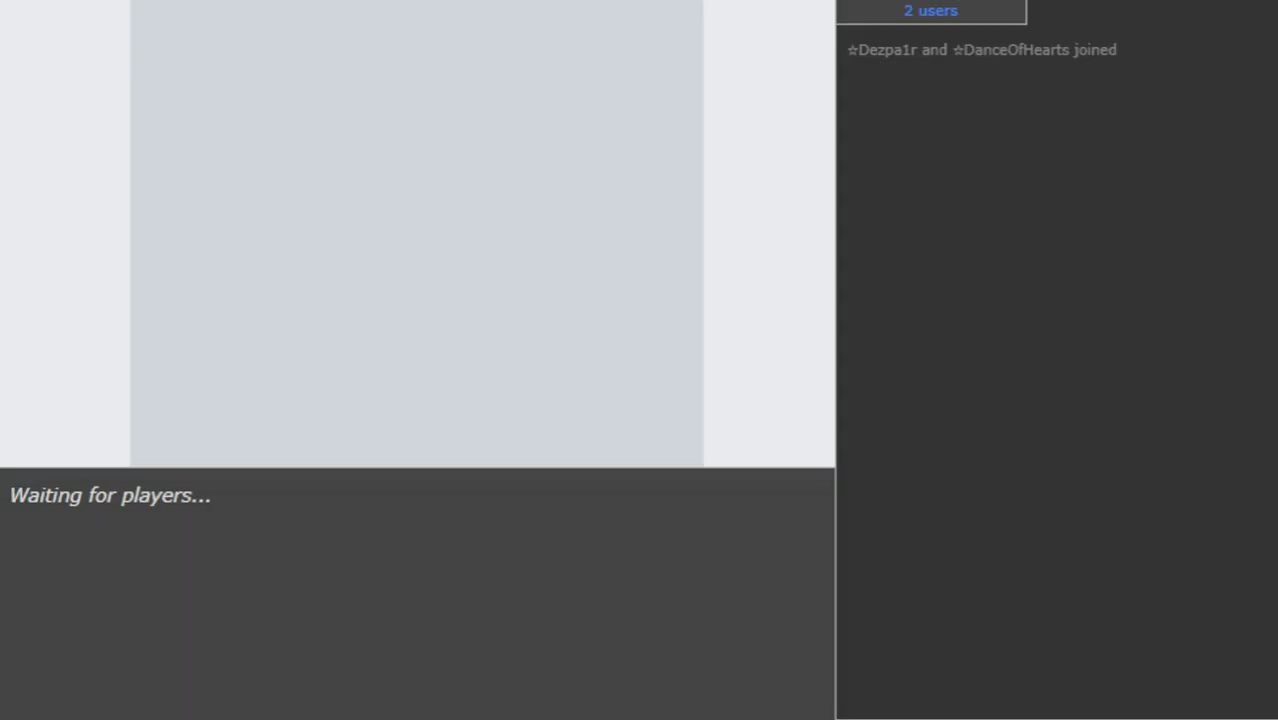 2 users
☆Dezpa1r and ☆DanceOfHearts joined
Waiting for players...